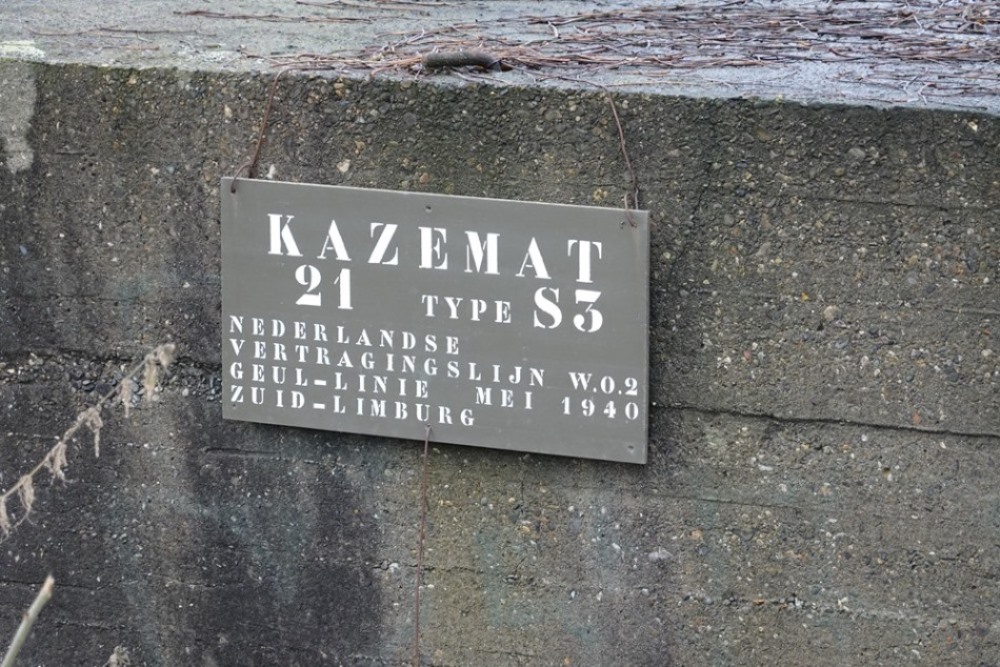 KAZEMAT
21 TYPE S3
NEDERLANDSE
VERTRAGINGSLIJN W.O.2
GEUL-LINIE MEI 1940
ZUID-LIMBURG